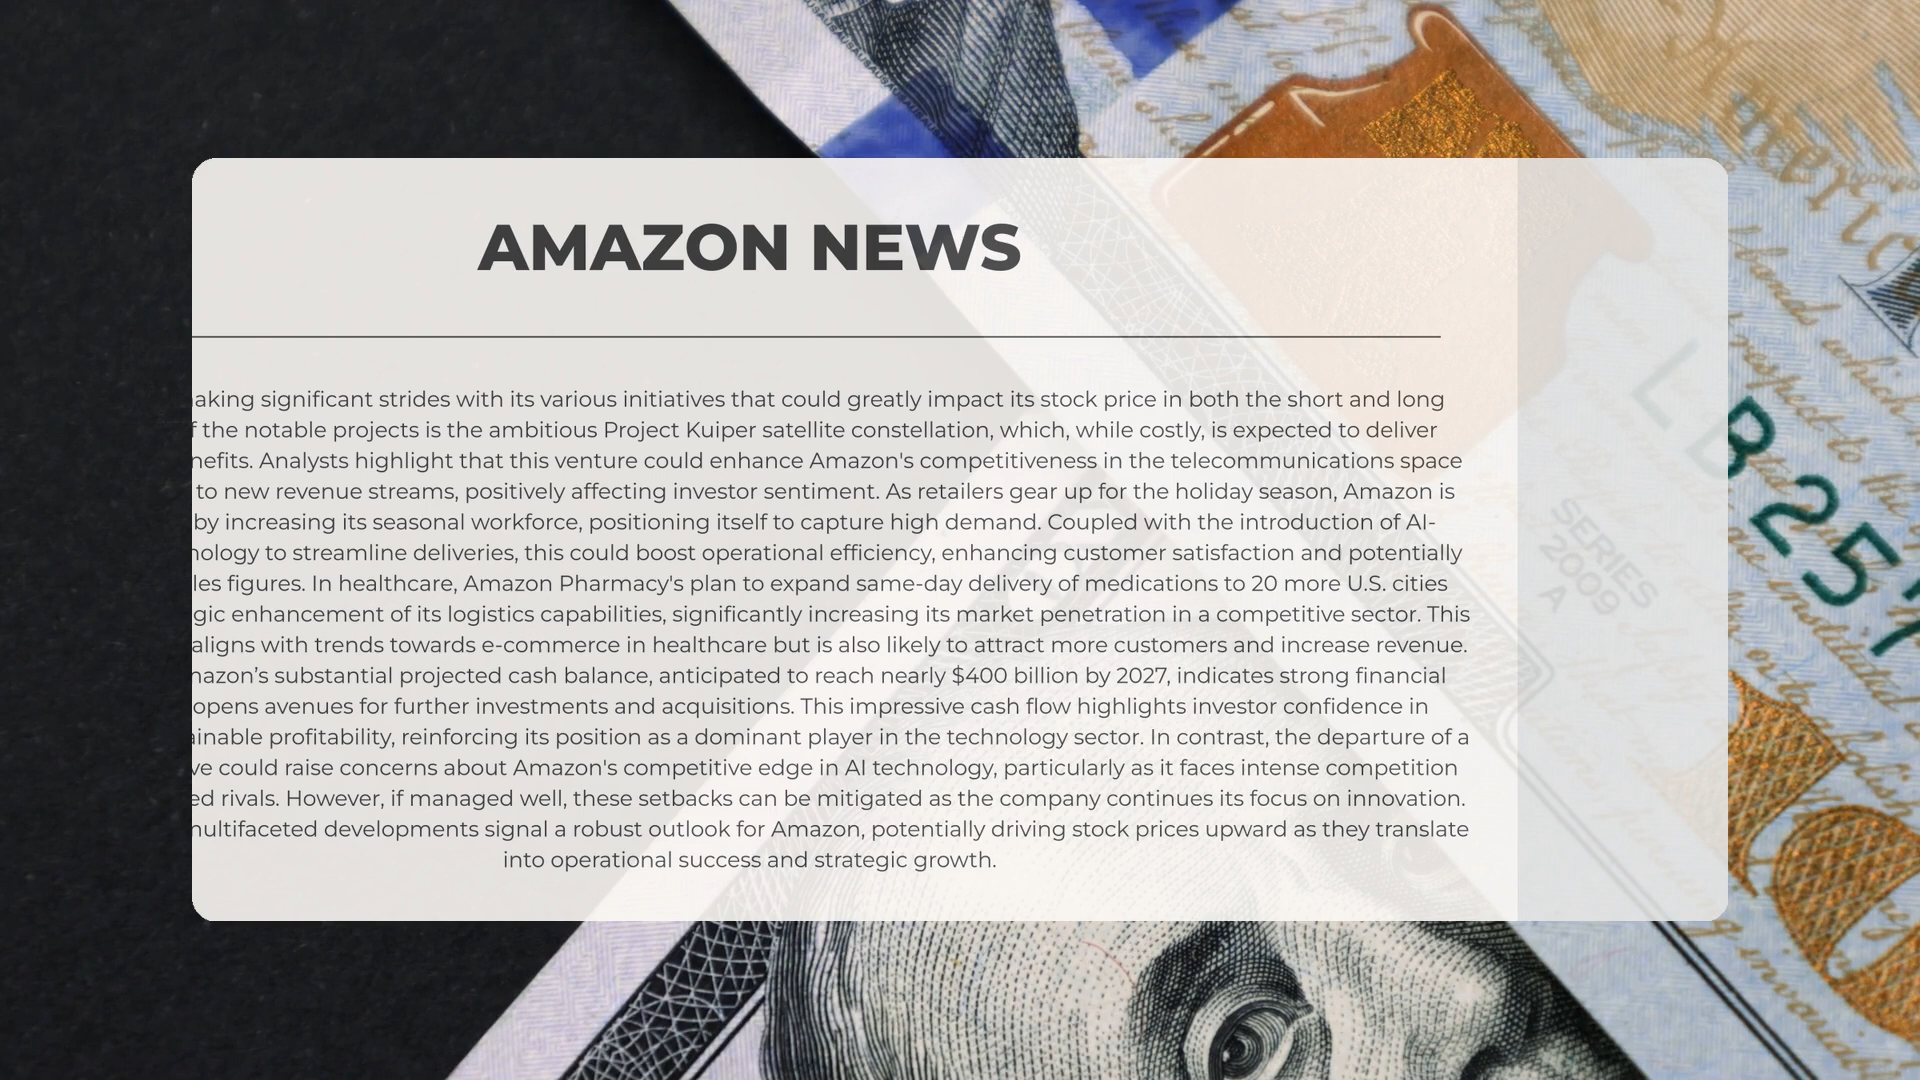 AMAZON NEWS
significant strides with its various initiatives that could greatly impact its stock price in both the short and long
the notable projects is the ambitious Project Kuiper satellite constellation, which, while costly, is expected to deliver
Analysts highlight that this venture could enhance Amazon's competitiveness in the telecommunications space
to new revenue streams, positively affecting investor sentiment. As retailers gear up for the holiday season, Amazon is
by increasing its seasonal workforce, positioning itself to capture high demand. Coupled with the introduction of AI-
to streamline deliveries, this could boost operational efficiency, enhancing customer satisfaction and potentially
figures. In healthcare, Amazon Pharmacy's plan to expand same-day delivery of medications to 20 more U.S. cities
enhancement of its logistics capabilities, significantly increasing its market penetration in a competitive sector. This
aligns with trends towards e-commerce in healthcare but is also likely to attract more customers and increase revenue.
substantial projected cash balance, anticipated to reach nearly $400 billion by 2027, indicates strong financial
opens avenues for further investments and acquisitions. This impressive cash flow highlights investor confidence in
profitability, reinforcing its position as a dominant player in the technology sector. In contrast, the departure of a
could raise concerns about Amazon's competitive edge in AI technology, particularly as it faces intense competition
rivals. However, if managed well, these setbacks can be mitigated as the company continues its focus on innovation.
developments signal a robust outlook for Amazon, potentially driving stock prices upward as they translate
into operational success and strategic growth.
LB25
SERIES
2009
A